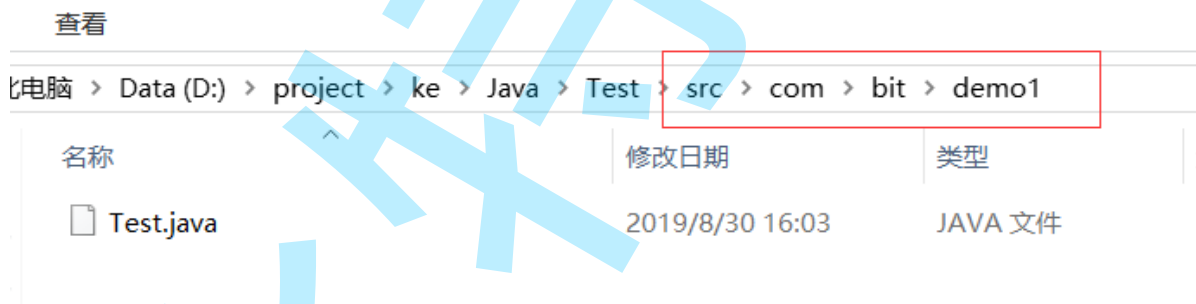 查看
电脑 > Data (D:) > project > ke > Java > Test > src > com > bit > demo1
名称 修改日期 类型
Test.java 2019/8/30 16:03 JAVA 文件